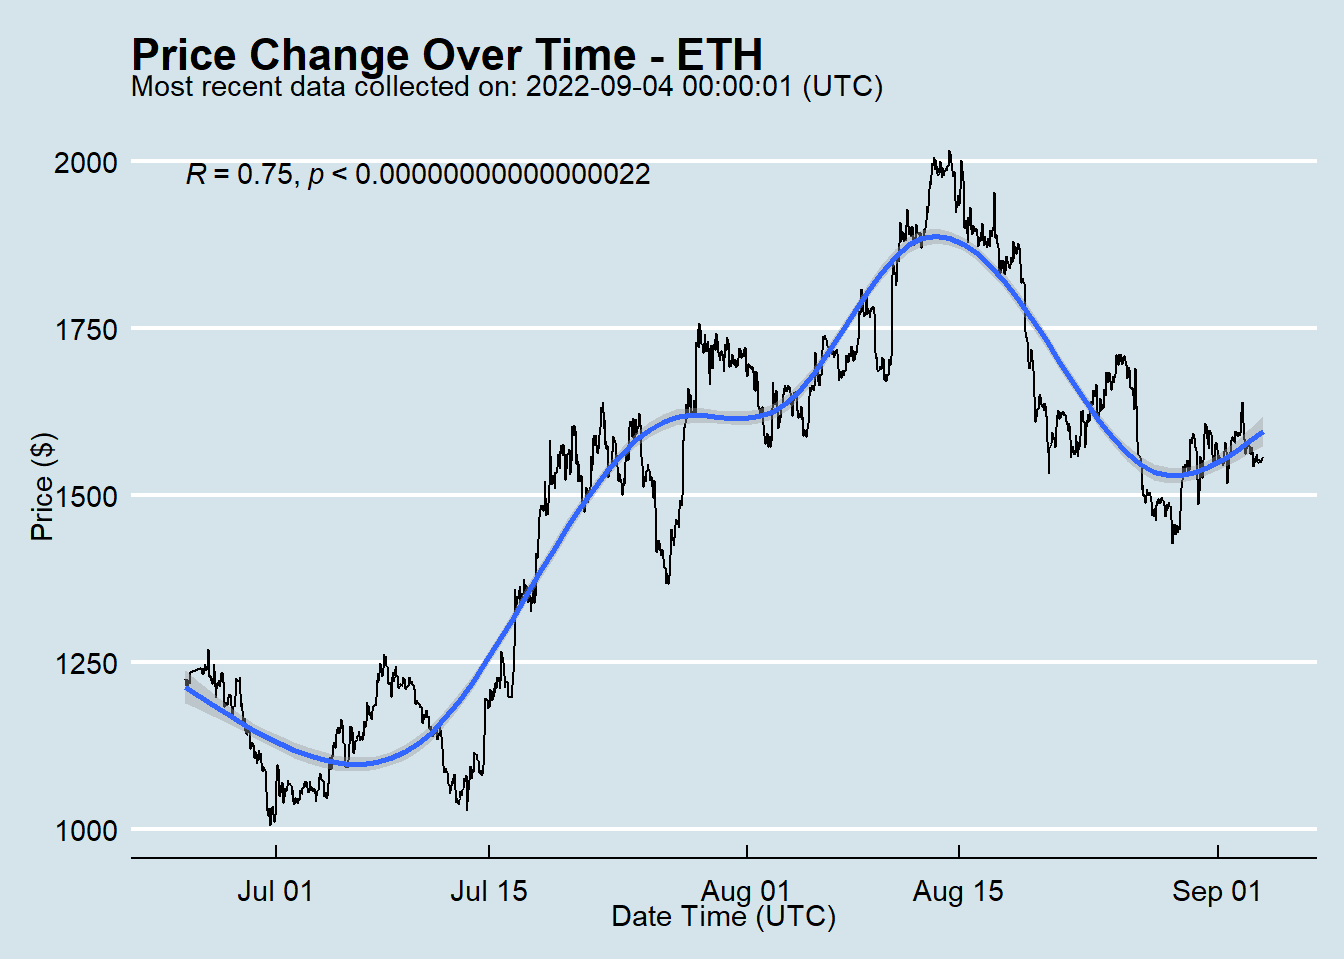 Price Change Over Time - ETH
Most recent data collected on: 2022-09-04 00:00:01 (UTC)
R = 0.75, p < 0.00000000000000022
2000
1750
1500
1250
1000
Price ($)
Jul 01 Jul 15 Aug 01 Aug 15 Sep 01
Date Time (UTC)